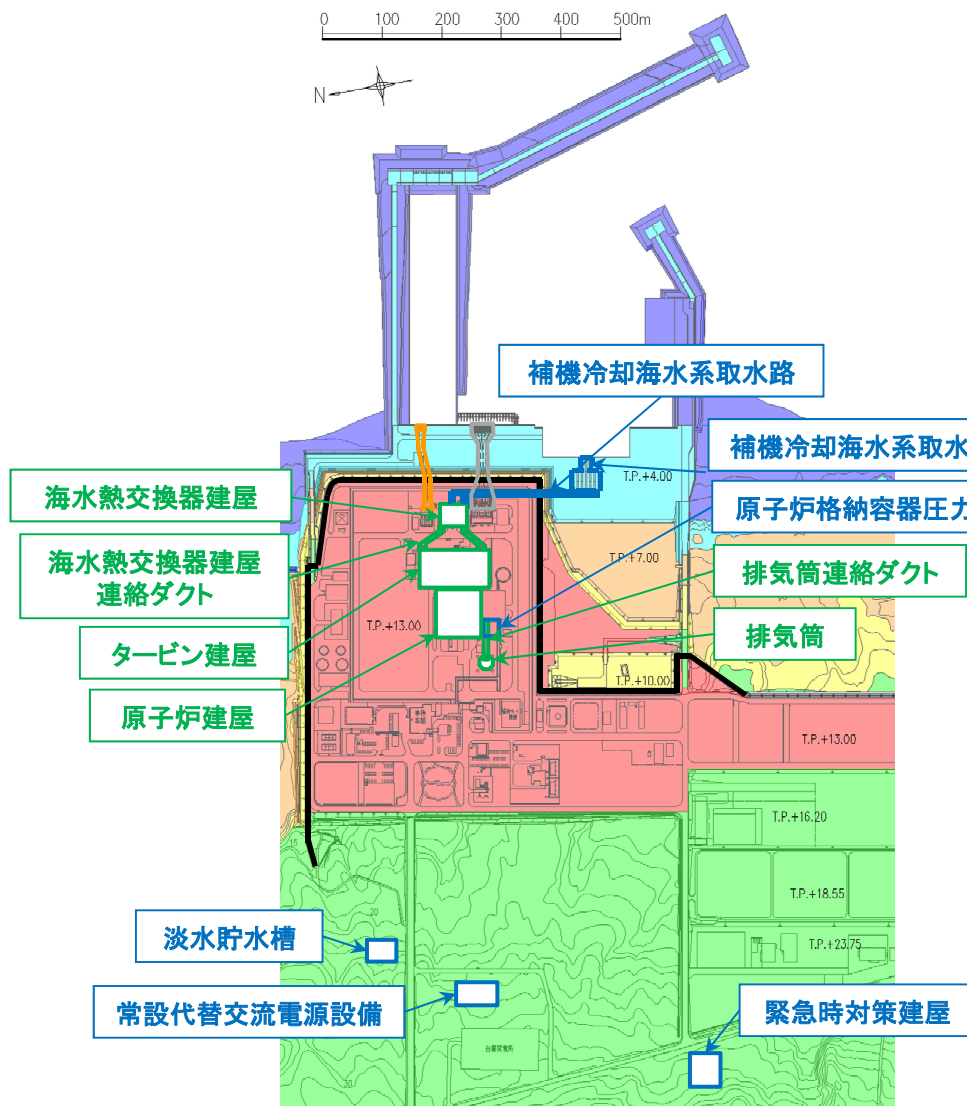 0 100 200 300 400 500m
N
補機冷却海水系取水路
補機冷却海水系取水
T.P.+4.00
海水熱交換器建屋
原子炉格納容器圧力
海水熱交換器建屋
連絡ダクト
T.P.+7.00
排気筒連絡ダクト
T.P.+13.00
排気筒
タービン建屋
T.P.+10.00
原子炉建屋
T.P.+13.00
T.P.+16.20
T.P.+18.55
20
淡水貯水槽
T.P.+23.75
常設代替交流電源設備
緊急時対策建屋
30